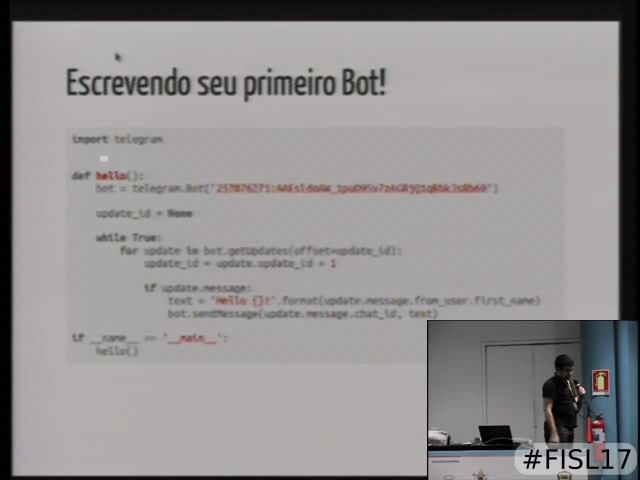 Escrevendo seu primeiro Bot!
import telegram
def hello():
bot = telegram.Bot(
update_id = None
while True:
for update in bot.getUpdates(offset=update_id):
update_id = update.update_id + 1
if update.message:
text = 'Hello {}!'.format(update.message.from_user.first_name)
bot.sendMessage(update.message.chat_id, text)
if __name__ == '__main__':
hello()
#FISL17